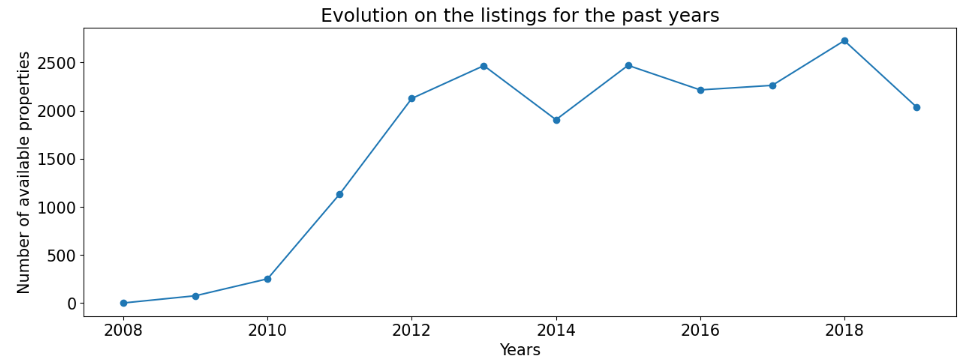 Evolution on the listings for the past years
Number of available properties
2500
2000
1500
1000
500
0
2008 2010 2012 2014 2016 2018
Years